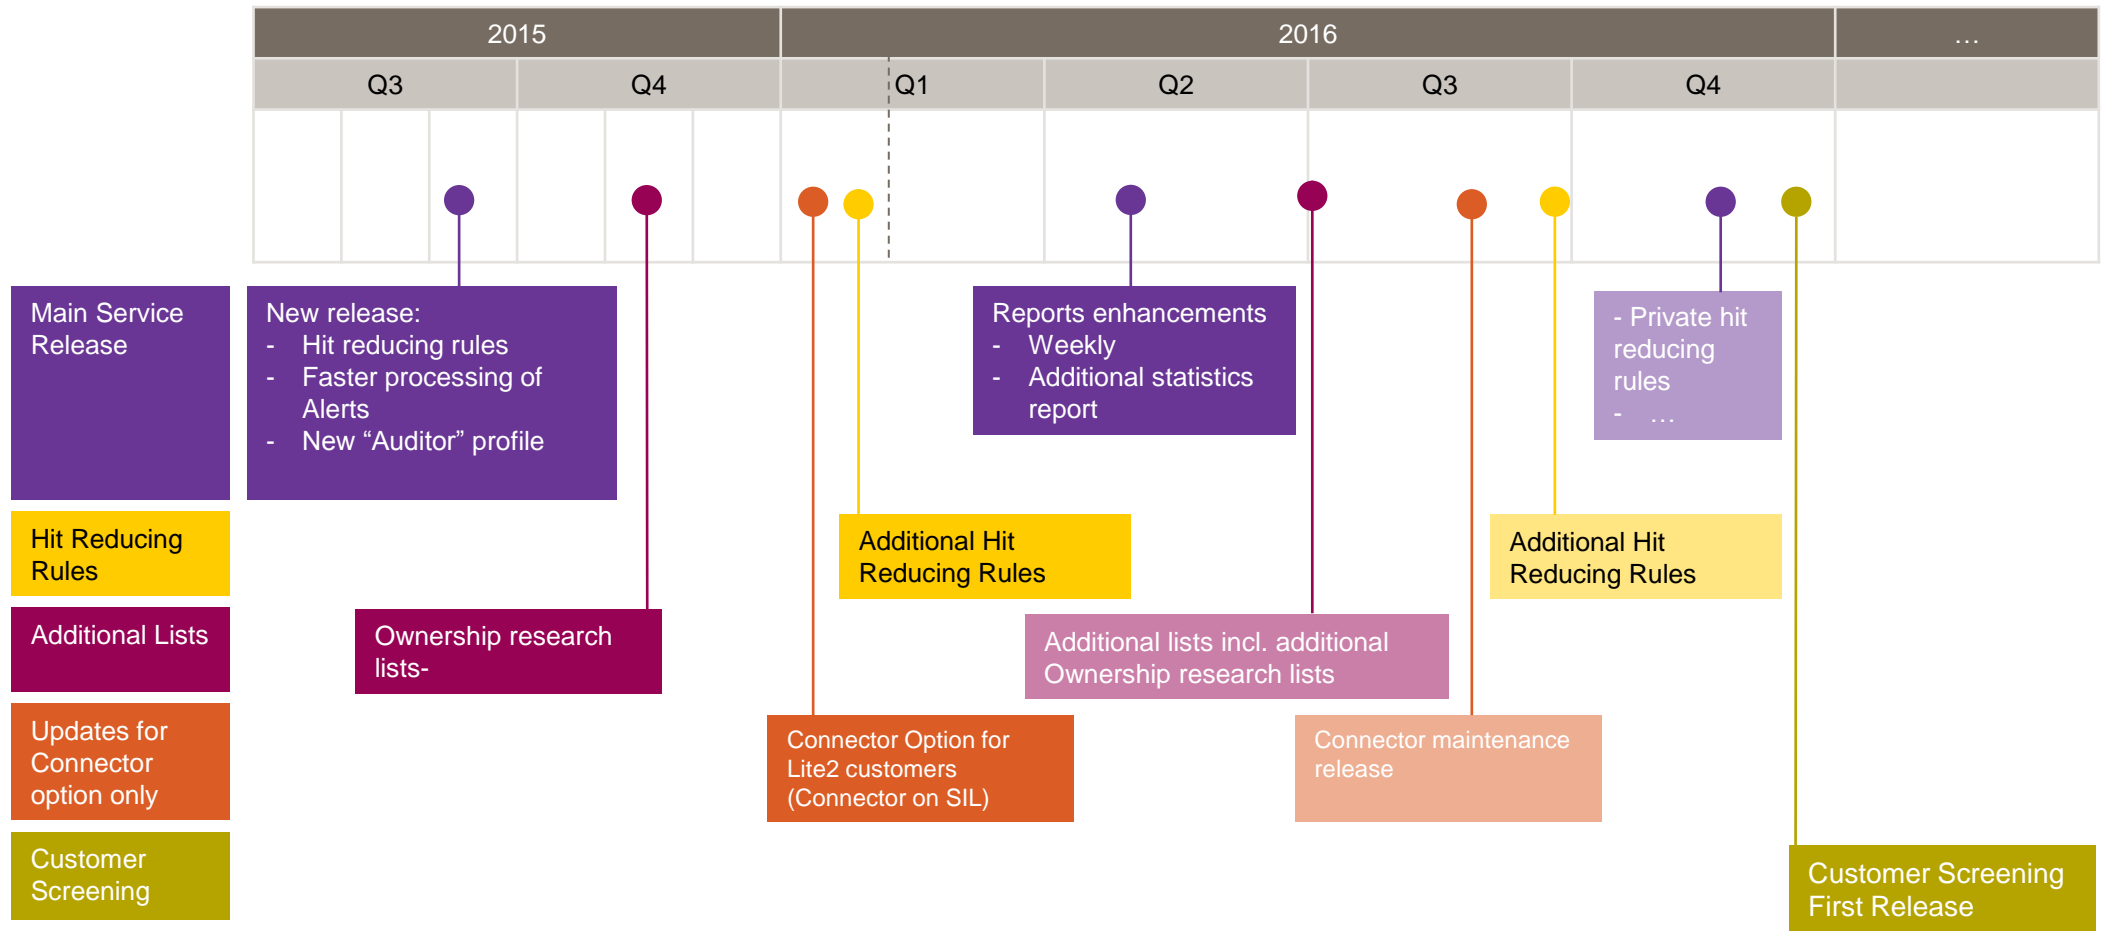 2015
2016
…
Q3
Q4
Q1
Q2
Q3
Q4
Main Service
Release
New release:
- Hit reducing rules
- Faster processing of
Alerts
- New “Auditor” profile
Reports enhancements
- Weekly
- Additional statistics
report
- Private hit
reducing
rules
- …
Hit Reducing
Rules
Additional Hit
Reducing Rules
Additional Hit
Reducing Rules
Additional Lists
Ownership research
lists-
Additional lists incl. additional
Ownership research lists
Updates for
Connector
option only
Connector Option for
Lite2 customers
(Connector on SIL)
Connector maintenance
release
Customer
Screening
Customer Screening
First Release